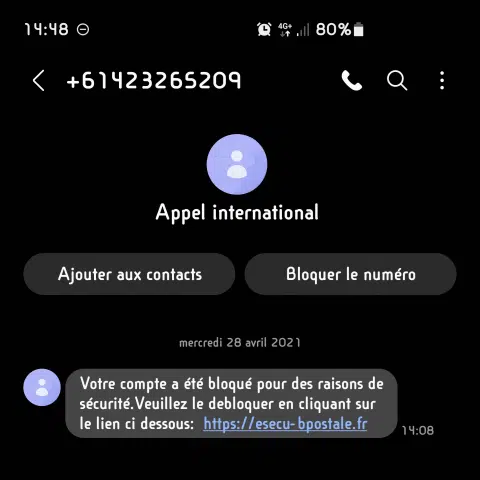 14:48
4G+ 80%
+61423265209
Appel international
Ajouter aux contacts Bloquer le numéro
mercredi 28 avril 2021
Votre compte a été bloqué pour des raisons de
sécurité.Veuillez le debloquer en cliquant sur
le lien ci dessous: https://esecu-bpostale.fr
14:08